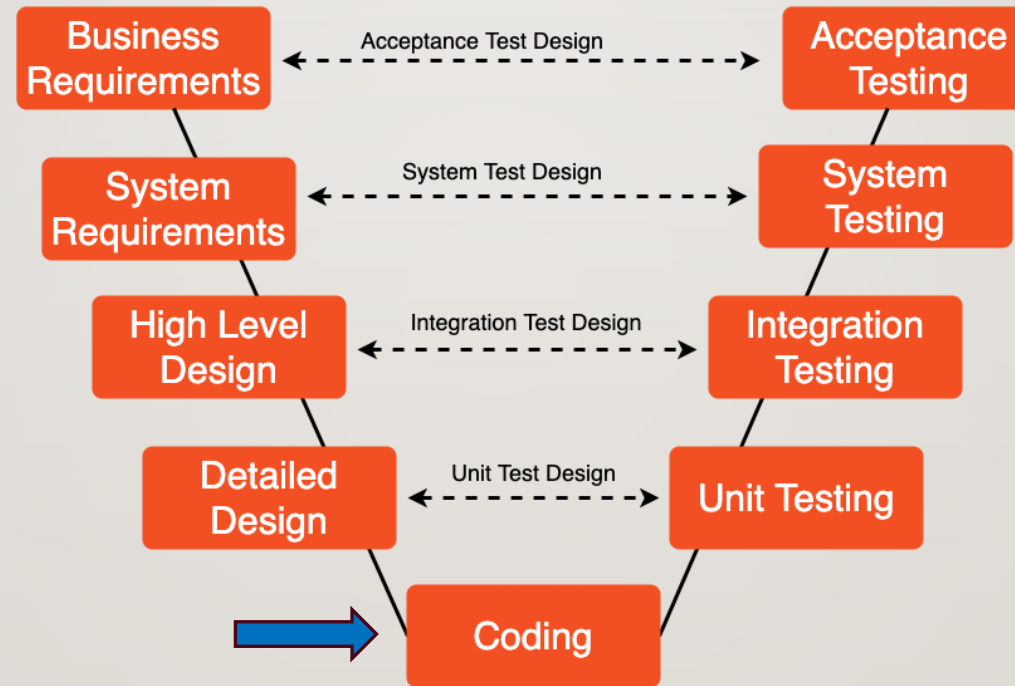 Business
Requirements
Acceptance Test Design
Acceptance
Testing
System
Requirements
System Test Design
System
Testing
High Level
Design
Integration Test Design
Integration
Testing
Detailed
Design
Unit Test Design
Unit Testing
Coding